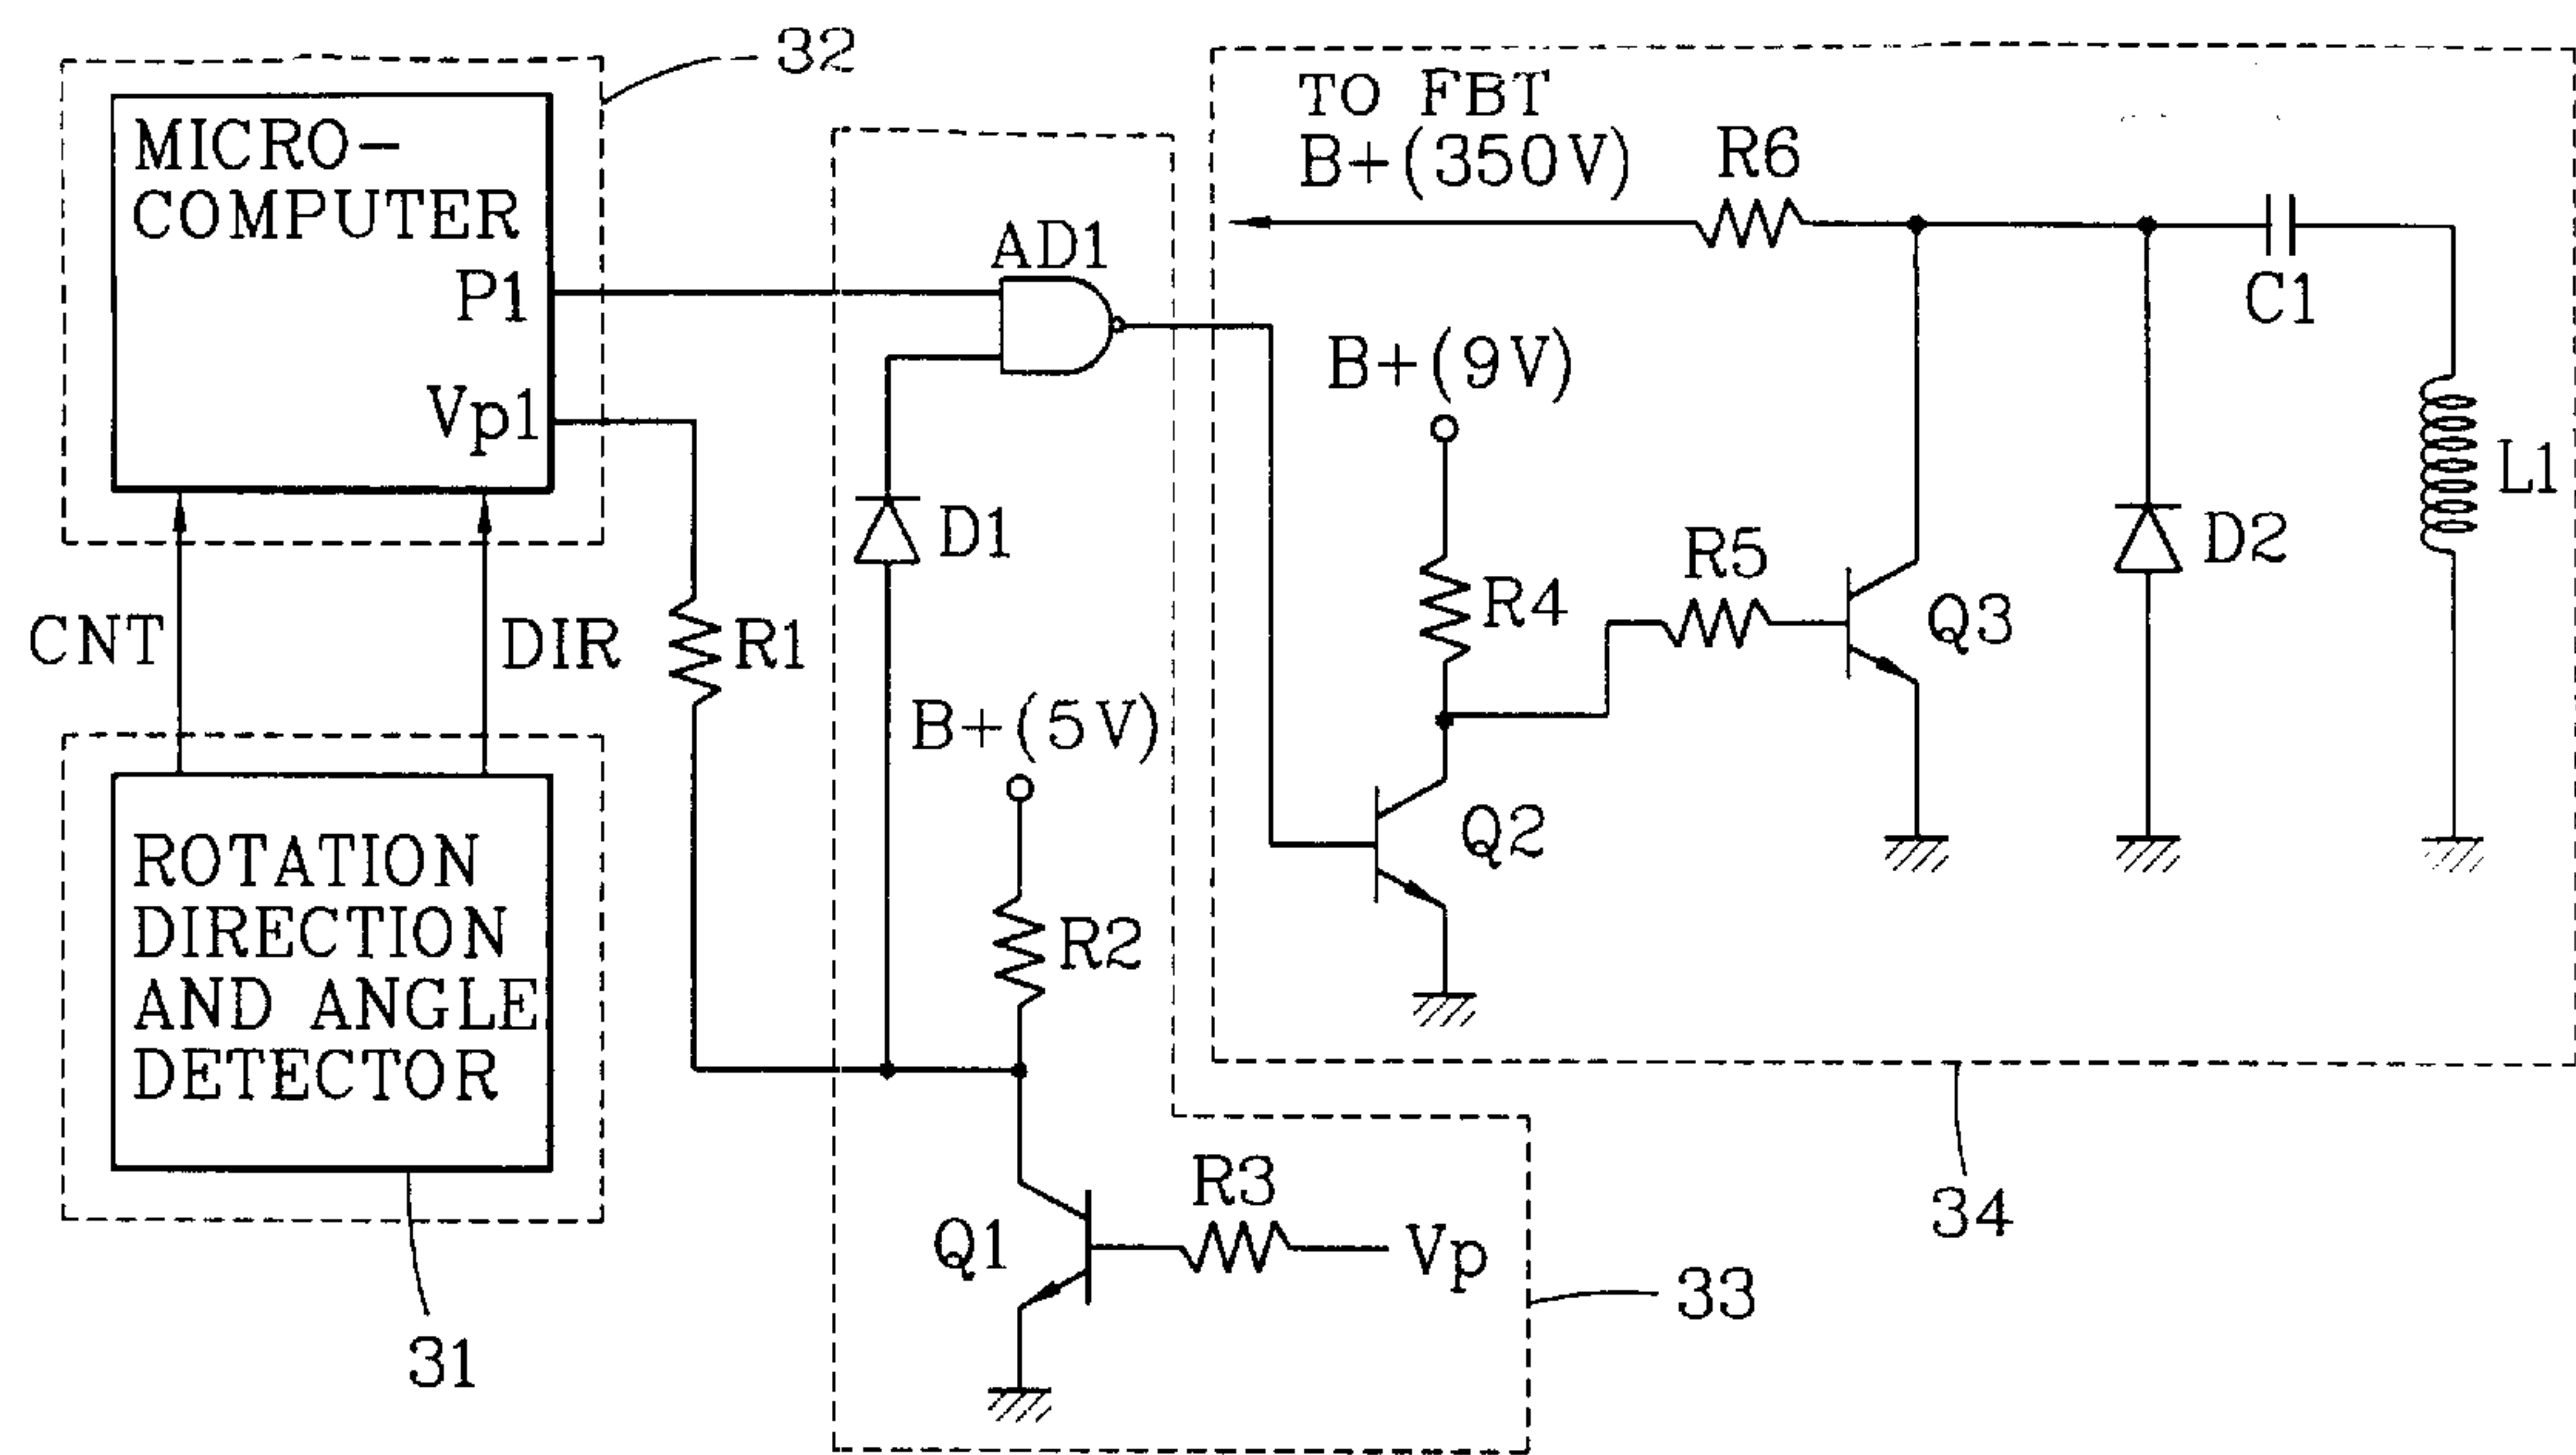 32
MICRO-
COMPUTER
P1
Vp1
CNT
DIR
R1
ROTATION
DIRECTION
AND ANGLE
DETECTOR
31
AD1
D1
B+(5V)
R2
Q1
R3
Vp
33
TO FBT
B+(350V)
R6
C1
L1
B+(9V)
R4
R5
Q3
D2
Q2
34